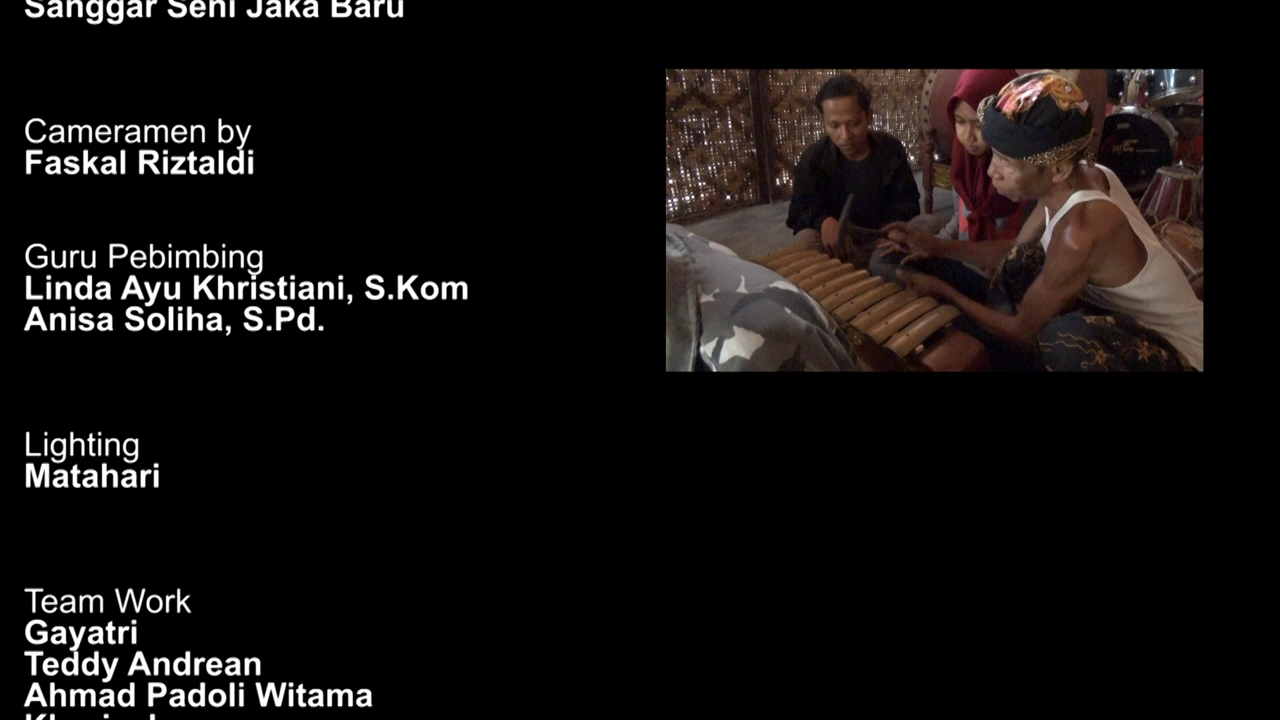 Sanggar Seni Jaka Baru
Cameramen by
Faskal Riztaldi
Guru Pebimbing
Linda Ayu Khristiani, S.Kom
Anisa Soliha, S.Pd.
Lighting
Matahari
Team Work
Gayatri
Teddy Andrean
Ahmad Padoli Witama